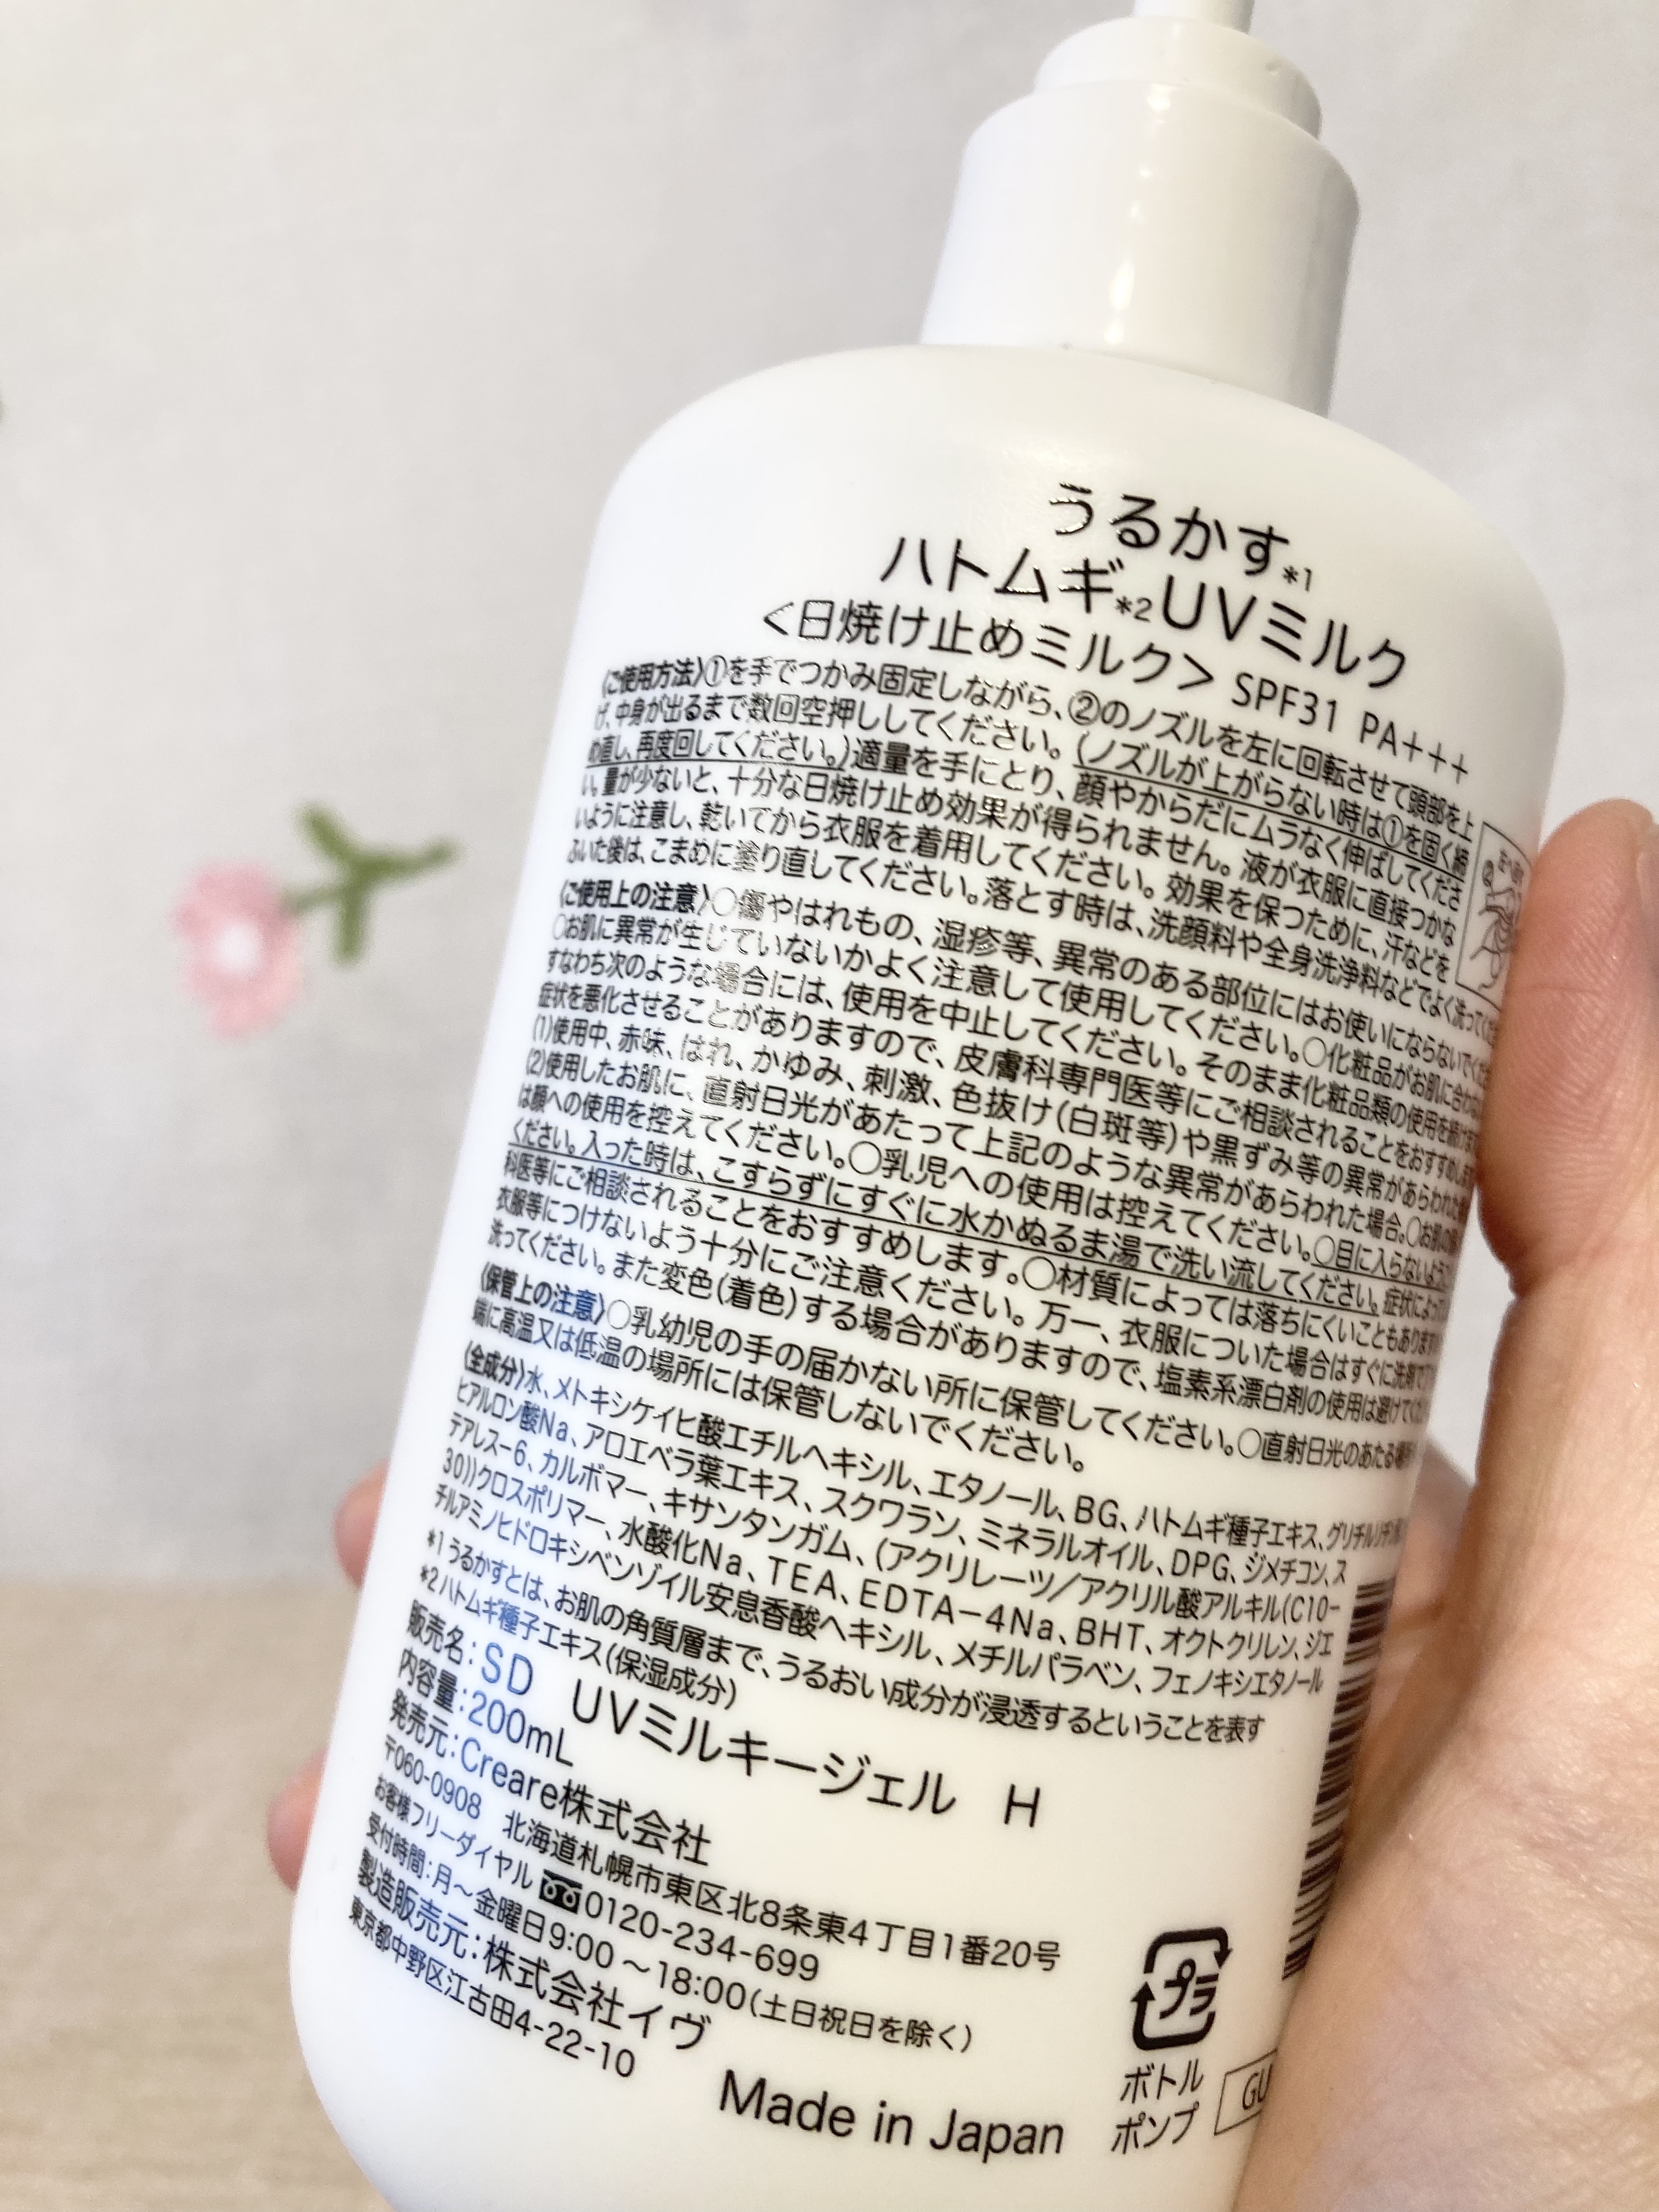 うるかす*1
ハトムギ*2UVミルク
<日焼け止めミルク> SPF31 PA+++
〈ご使用方法〉①を手でつかみ固定しながら、②のノズルを左に回転させて頭部を上
げ、中身が出るまで数回空押ししてください。(ノズルが上がらない時は①を固く締
め直し、再度回してください。)適量を手にとり、顔やからだにムラなく伸ばしてくださ
い。量が少ないと、十分な日焼け止め効果が得られません。液が衣服に直接つかな
いように注意し、乾いてから衣服を着用してください。効果を保つために、汗などを
ふいた後は、こまめに塗り直してください。落とす時は、洗顔料や全身洗浄料などでよく洗ってくだ
〈ご使用上の注意〉○傷やはれもの、湿疹等、異常のある部位にはお使いにならないでくだ
○お肌に異常が生じていないかよく注意して使用してください。○化粧品がお肌に合わない
すなわち次のような場合には、使用を中止してください。そのまま化粧品類の使用を続けま
症状を悪化させることがありますので、皮膚科専門医等にご相談されることをおすすめしま
(1)使用中、赤味、はれ、かゆみ、刺激、色抜け(白斑等)や黒ずみ等の異常があらわれた
(2)使用したお肌に、直射日光があたって上記のような異常があらわれた場合。○お肌の
は顔への使用を控えてください。○乳児への使用は控えてください。○目に入らないよう
ください。入った時は、こすらずにすぐに水かぬるま湯で洗い流してください。症状によっ
科医等にご相談されることをおすすめします。○材質によっては落ちにくいこともあります
衣服等につけないよう十分にご注意ください。万一、衣服についた場合はすぐに洗剤で
洗ってください。また変色(着色)する場合がありますので、塩素系漂白剤の使用は避けてくだ
〈保管上の注意〉○乳幼児の手の届かない所に保管してください。○直射日光のあたる場所
端に高温又は低温の場所には保管しないでください。
〈全成分〉水、メトキシケイヒ酸エチルヘキシル、エタノール、BG、ハトムギ種子エキス、グリチルリチン酸
ヒアルロン酸Na、アロエベラ葉エキス、スクワラン、ミネラルオイル、DPG、ジメチコン、ス
テアレス-6、カルボマー、キサンタンガム、(アクリレーツ/アクリル酸アルキル(C10-
30))クロスポリマー、水酸化Na、TEA、EDTA-4Na、BHT、オクトクリレン、ジエ
チルアミノヒドロキシベンゾイル安息香酸ヘキシル、メチルパラベン、フェノキシエタノール
*1 うるかすとは、お肌の角質層まで、うるおい成分が浸透するということを表す
*2 ハトムギ種子エキス(保湿成分)
販売名:SD UVミルキージェル H
内容量:200mL
発売元:Creare株式会社
〒060-0908 北海道札幌市東区北8条東4丁目1番20号
お客様フリーダイヤル 0120-234-699
受付時間:月～金曜日9:00～18:00(土日祝日を除く)
製造販売元:株式会社イヴ
東京都中野区江古田4-22-10
Made in Japan
プラ
ボトル
ポンプ
GU